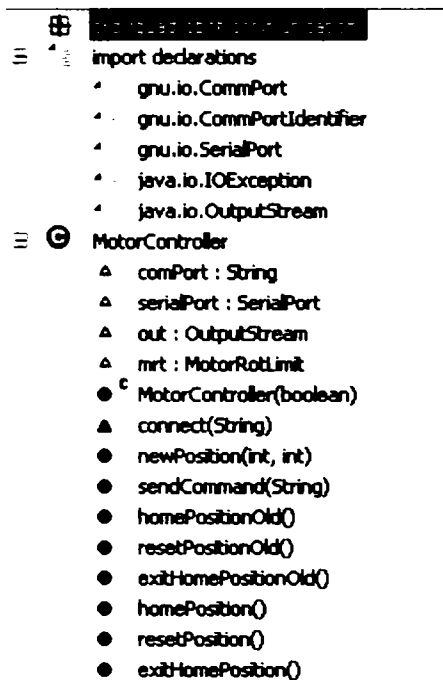 import declarations
gnu.io.CommPort
gnu.io.CommPortIdentifier
gnu.io.SerialPort
java.io.IOException
java.io.OutputStream
C MotorController
comPort : String
serialPort : SerialPort
out : OutputStream
mrt : MotorRotLimit
C MotorController(boolean)
connect(String)
newPosition(int, int)
sendCommand(String)
homePositionOld()
resetPositionOld()
exitHomePositionOld()
homePosition()
resetPosition()
exitHomePosition()